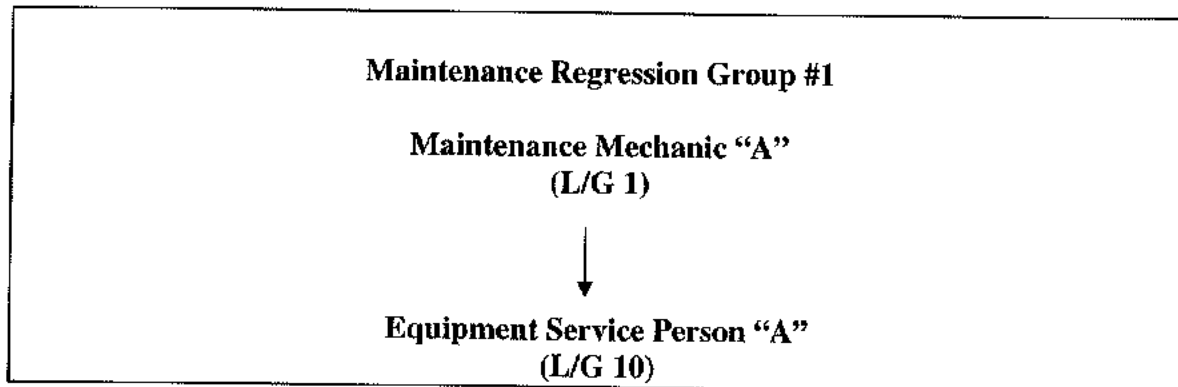 Maintenance Regression Group #1
Maintenance Mechanic “A”
(L/G 1)
Equipment Service Person “A”
(L/G 10)